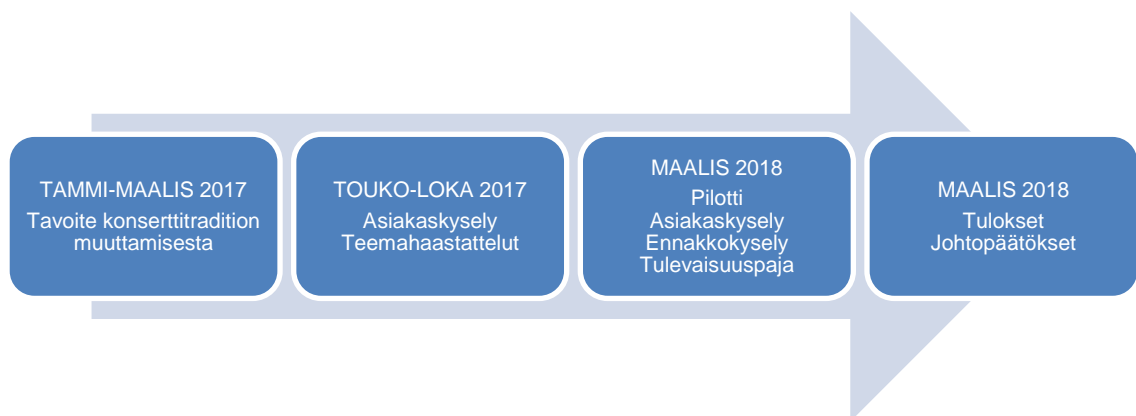 TAMMI-MAALIS 2017
Tavoite konserttitradition
muuttamisesta
TOUKO-LOKA 2017
Asiakaskysely
Teemahaastattelut
MAALIS 2018
Pilotti
Asiakaskysely
Ennakkokysely
Tulevaisuuspaja
MAALIS 2018
Tulokset
Johtopäätökset